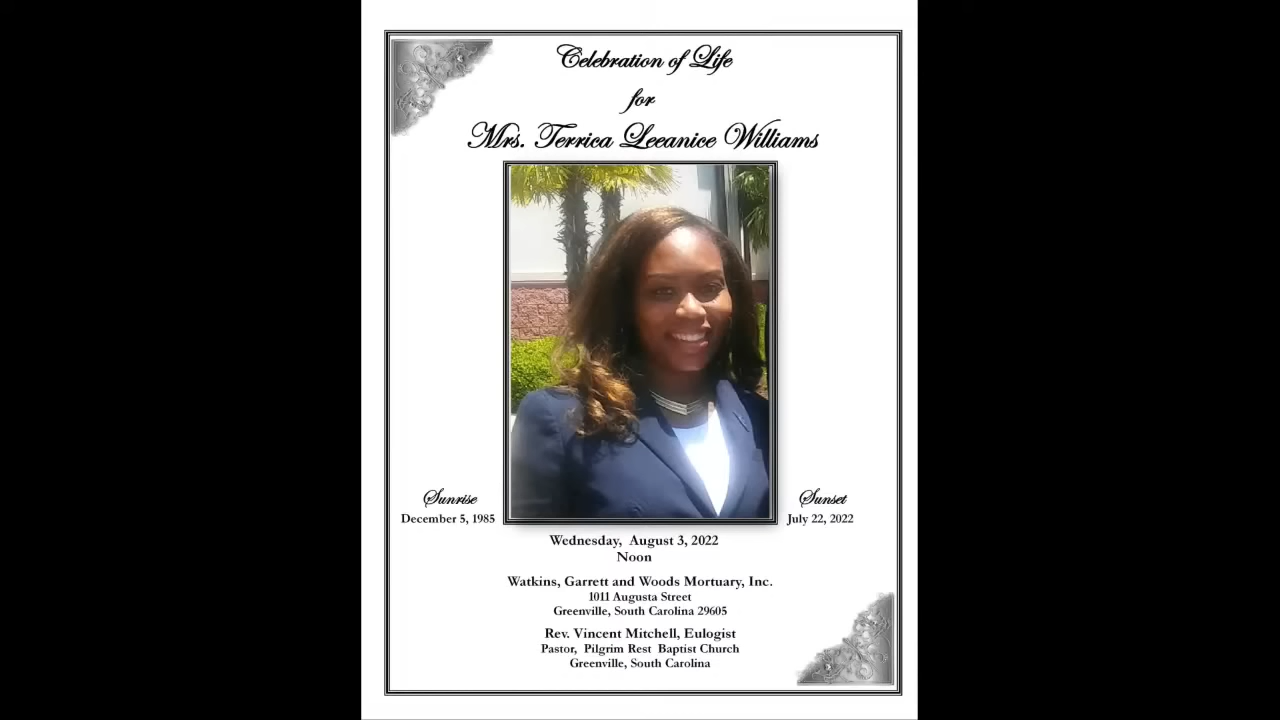 Celebration of Life
for
Mrs. Terrica Leeanice Williams
Sunrise
December 5, 1985
Sunset
July 22, 2022
Wednesday, August 3, 2022
Noon
Watkins, Garrett and Woods Mortuary, Inc.
1011 Augusta Street
Greenville, South Carolina 29605
Rev. Vincent Mitchell, Eulogist
Pastor, Pilgrim Rest Baptist Church
Greenville, South Carolina